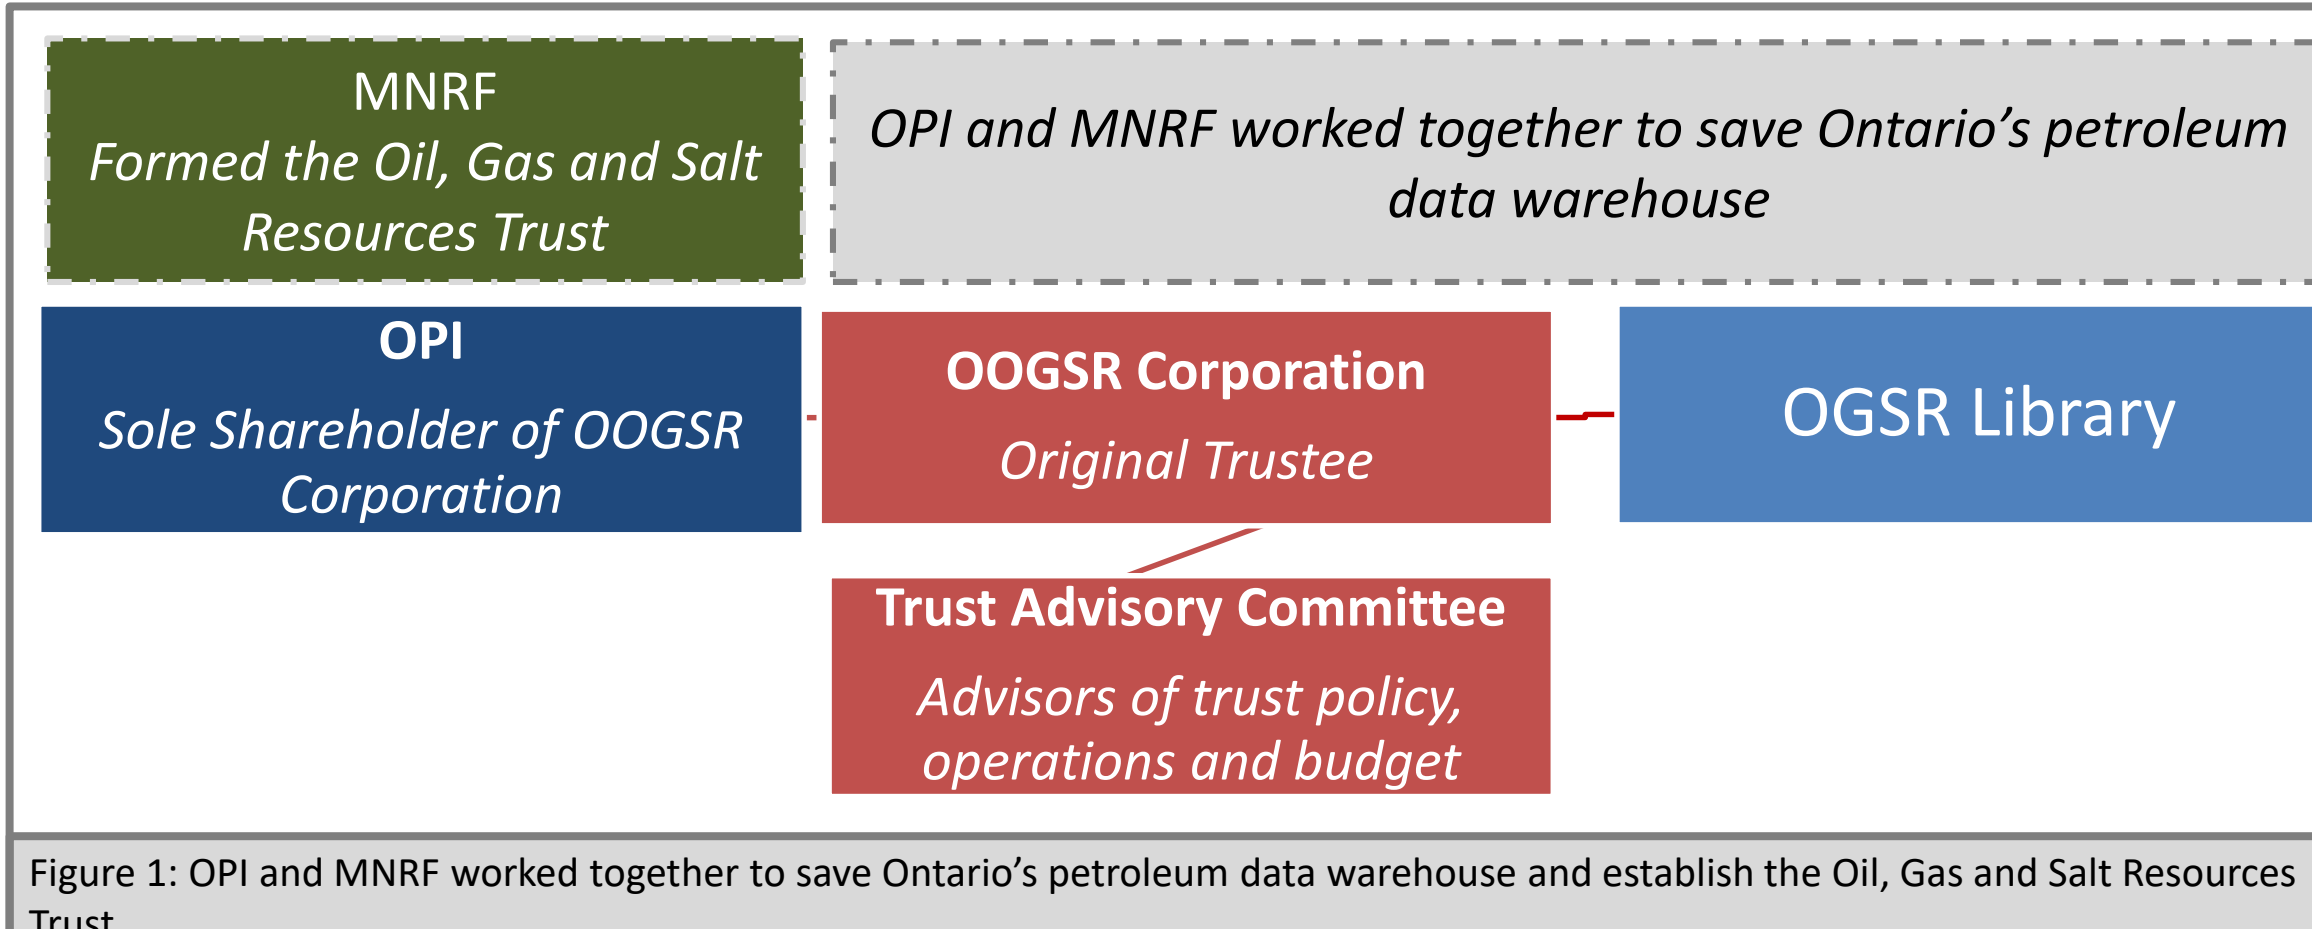 MNRF
Formed the Oil, Gas and Salt
Resources Trust
OPI and MNRF worked together to save Ontario’s petroleum
data warehouse
OPI
Sole Shareholder of OOGSR
Corporation
OOGSR Corporation
Original Trustee
OGSR Library
Trust Advisory Committee
Advisors of trust policy,
operations and budget
Figure 1: OPI and MNRF worked together to save Ontario’s petroleum data warehouse and establish the Oil, Gas and Salt Resources
Trust